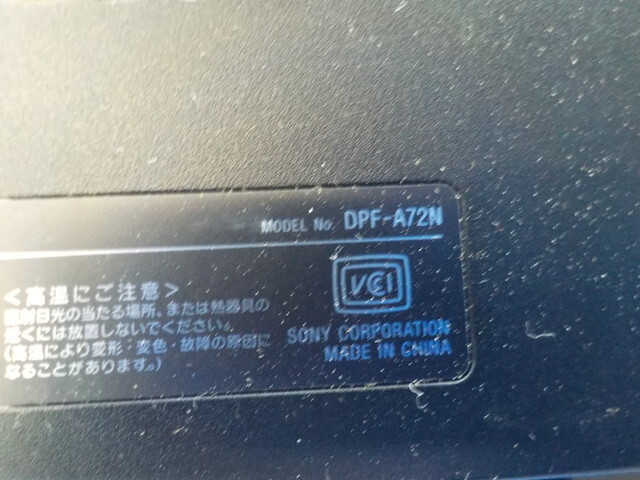 MODEL No. DPF-A72N
<高温にご注意>
直射日光の当たる場所、または熱器具の
近くには放置しないでください。
(高温により変形・変色・故障の原因に
なることがあります。)
VCI
SONY CORPORATION
MADE IN CHINA